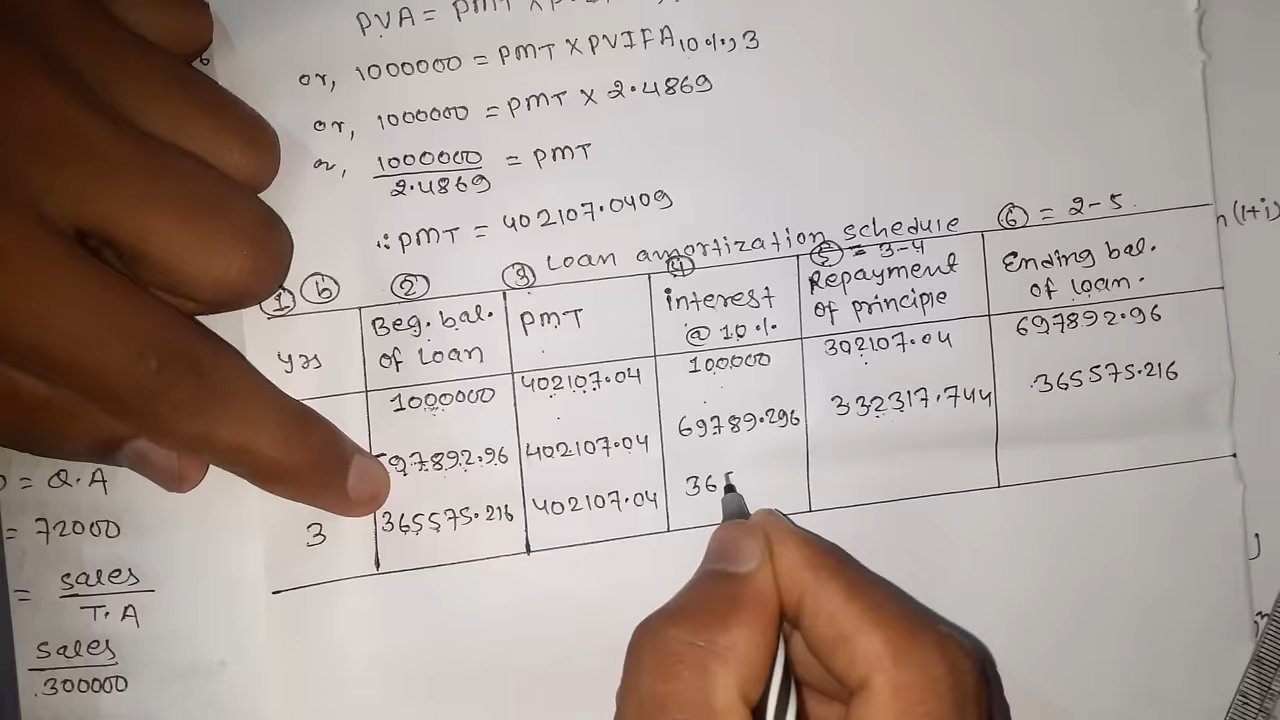 PVA = PMT X
or, 1000000 = PMT X PVIFA10%,3
or, 1000000 = PMT X 2.4869
or, 1000000/2.4869 = PMT
∴ PMT = 402107.0409
Loan amortization schedule
① ⓑ ② ③ ④ ⑤ = 3-4 ⑥ = 2-5.
yrs Beg. bal. of Loan PMT interest @ 10% Repayment of principle Ending bal. of Loan.
1000000 402107.04 100000 302107.04 697892.96
697892.96 402107.04 69789.296 332317.744 365575.216
3 365575.216 402107.04 36
= Q.A
= 72000
= sales/T.A
sales/300000
(1+i)